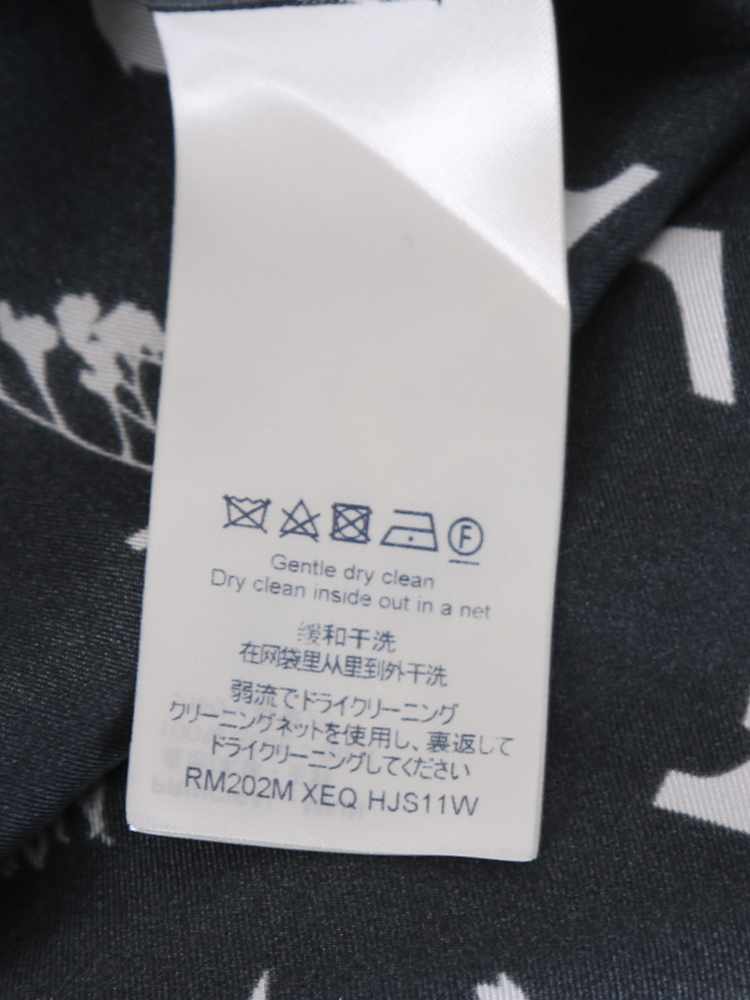 F
Gentle dry clean
Dry clean inside out in a net
缓和干洗
在网袋里从里到外干洗
弱流でドライクリーニング
クリーニングネットを使用し、裏返して
ドライクリーニングしてください
RM202M XEQ HJS11W